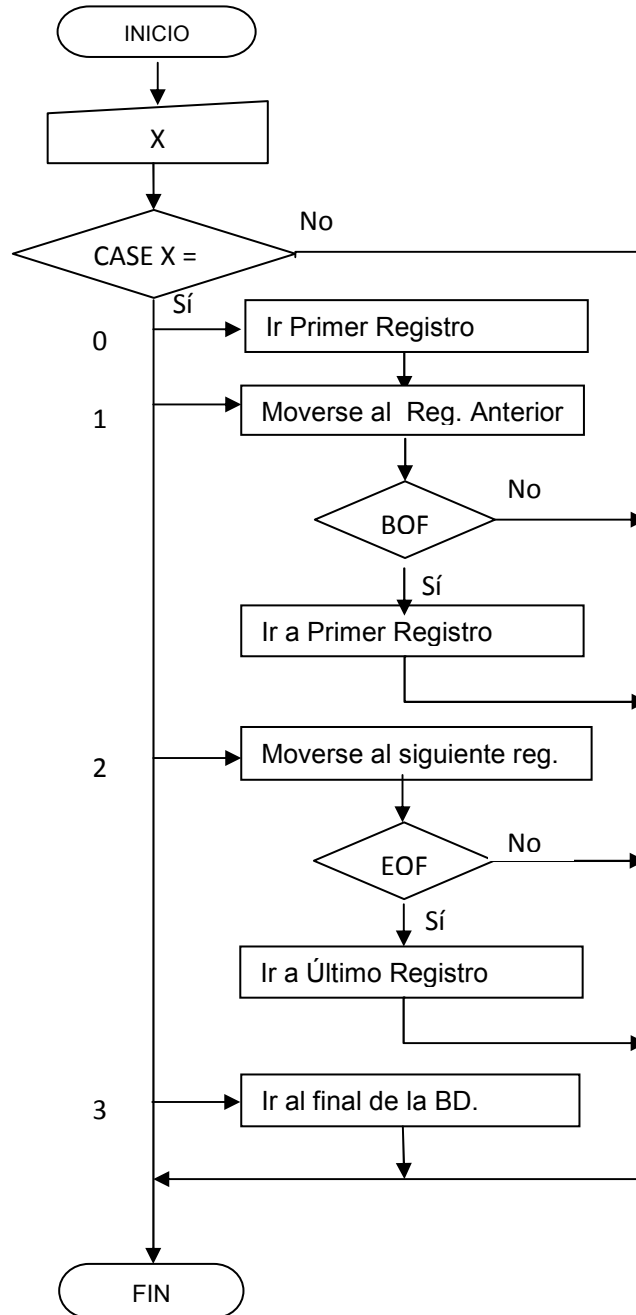 INICIO
X
No
CASE X =
Sí
0
Ir Primer Registro
1
Moverse al Reg. Anterior
No
BOF
Sí
Ir a Primer Registro
2
Moverse al siguiente reg.
No
EOF
Sí
Ir a Último Registro
3
Ir al final de la BD.
FIN